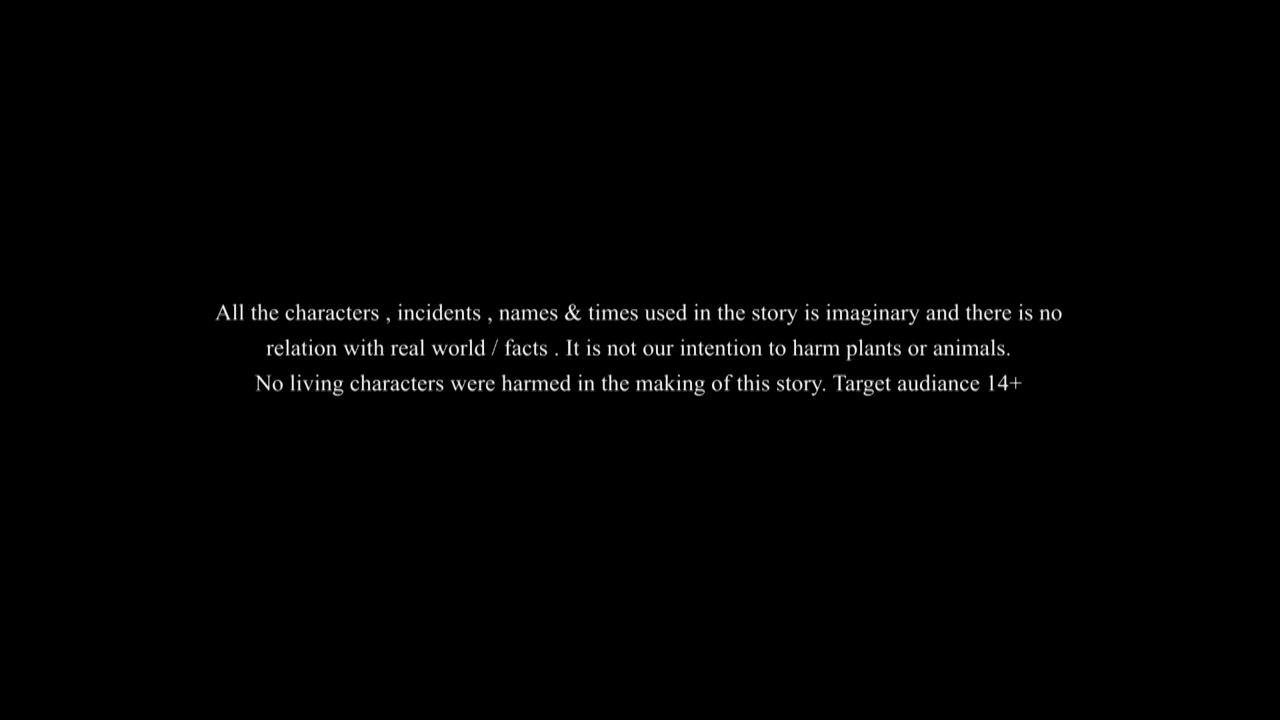 All the characters , incidents , names & times used in the story is imaginary and there is no
relation with real world / facts . It is not our intention to harm plants or animals.
No living characters were harmed in the making of this story. Target audiance 14+